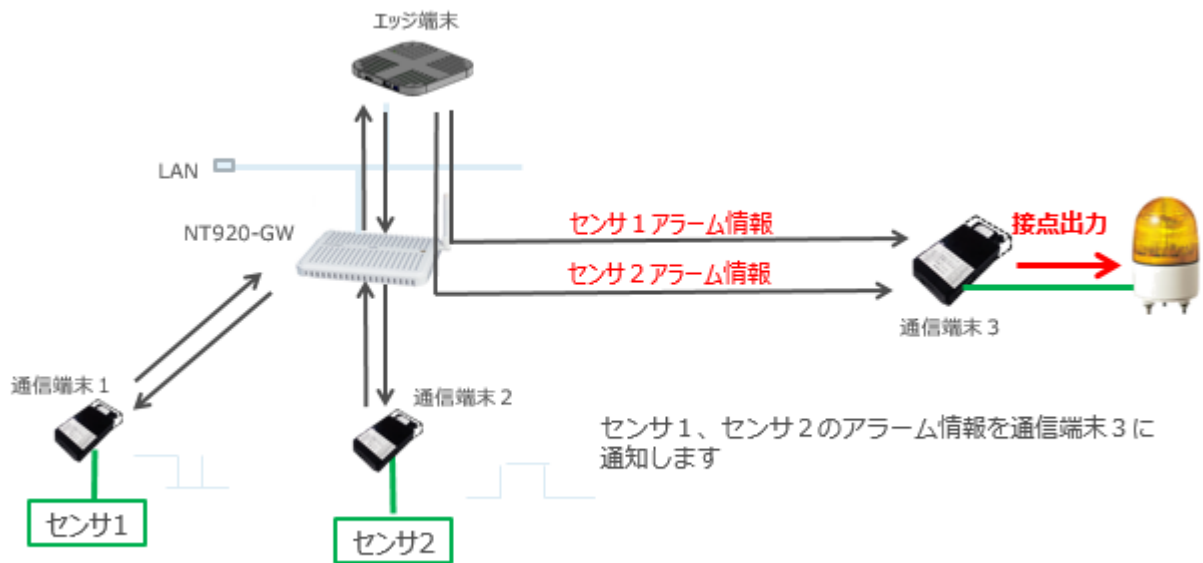 エッジ端末
LAN
NT920-GW
センサ１アラーム情報
接点出力
センサ２アラーム情報
通信端末３
通信端末１
通信端末２
センサ１、センサ２のアラーム情報を通信端末３に
通知します
センサ1
センサ2